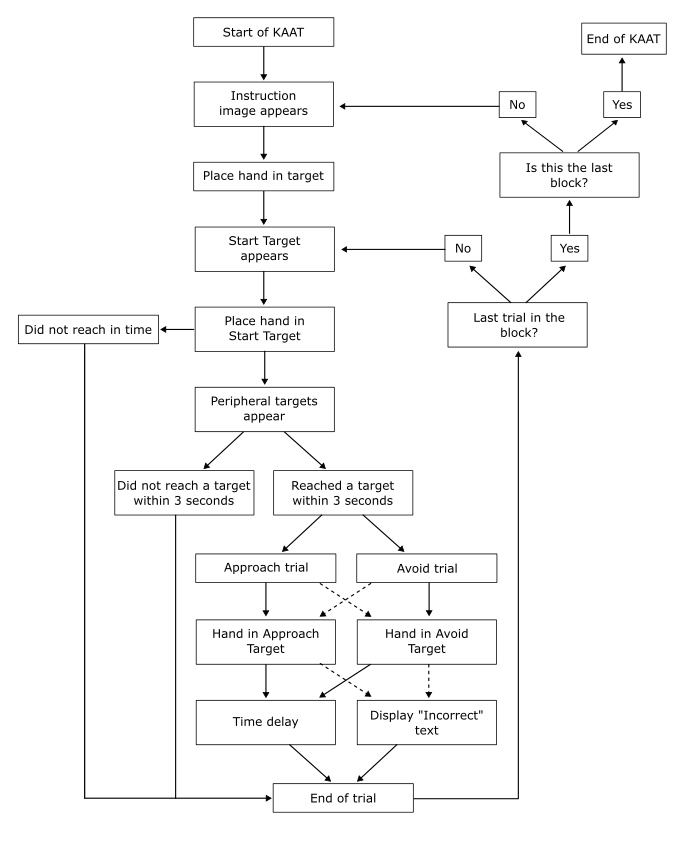 Start of KAAT
End of KAAT
Instruction
image appears
No
Yes
Place hand in target
Is this the last
block?
Start Target
appears
No
Yes
Did not reach in time
Place hand in
Start Target
Last trial in the
block?
Peripheral targets
appear
Did not reach a target
within 3 seconds
Reached a target
within 3 seconds
Approach trial
Avoid trial
Hand in Approach
Target
Hand in Avoid
Target
Time delay
Display "Incorrect"
text
End of trial